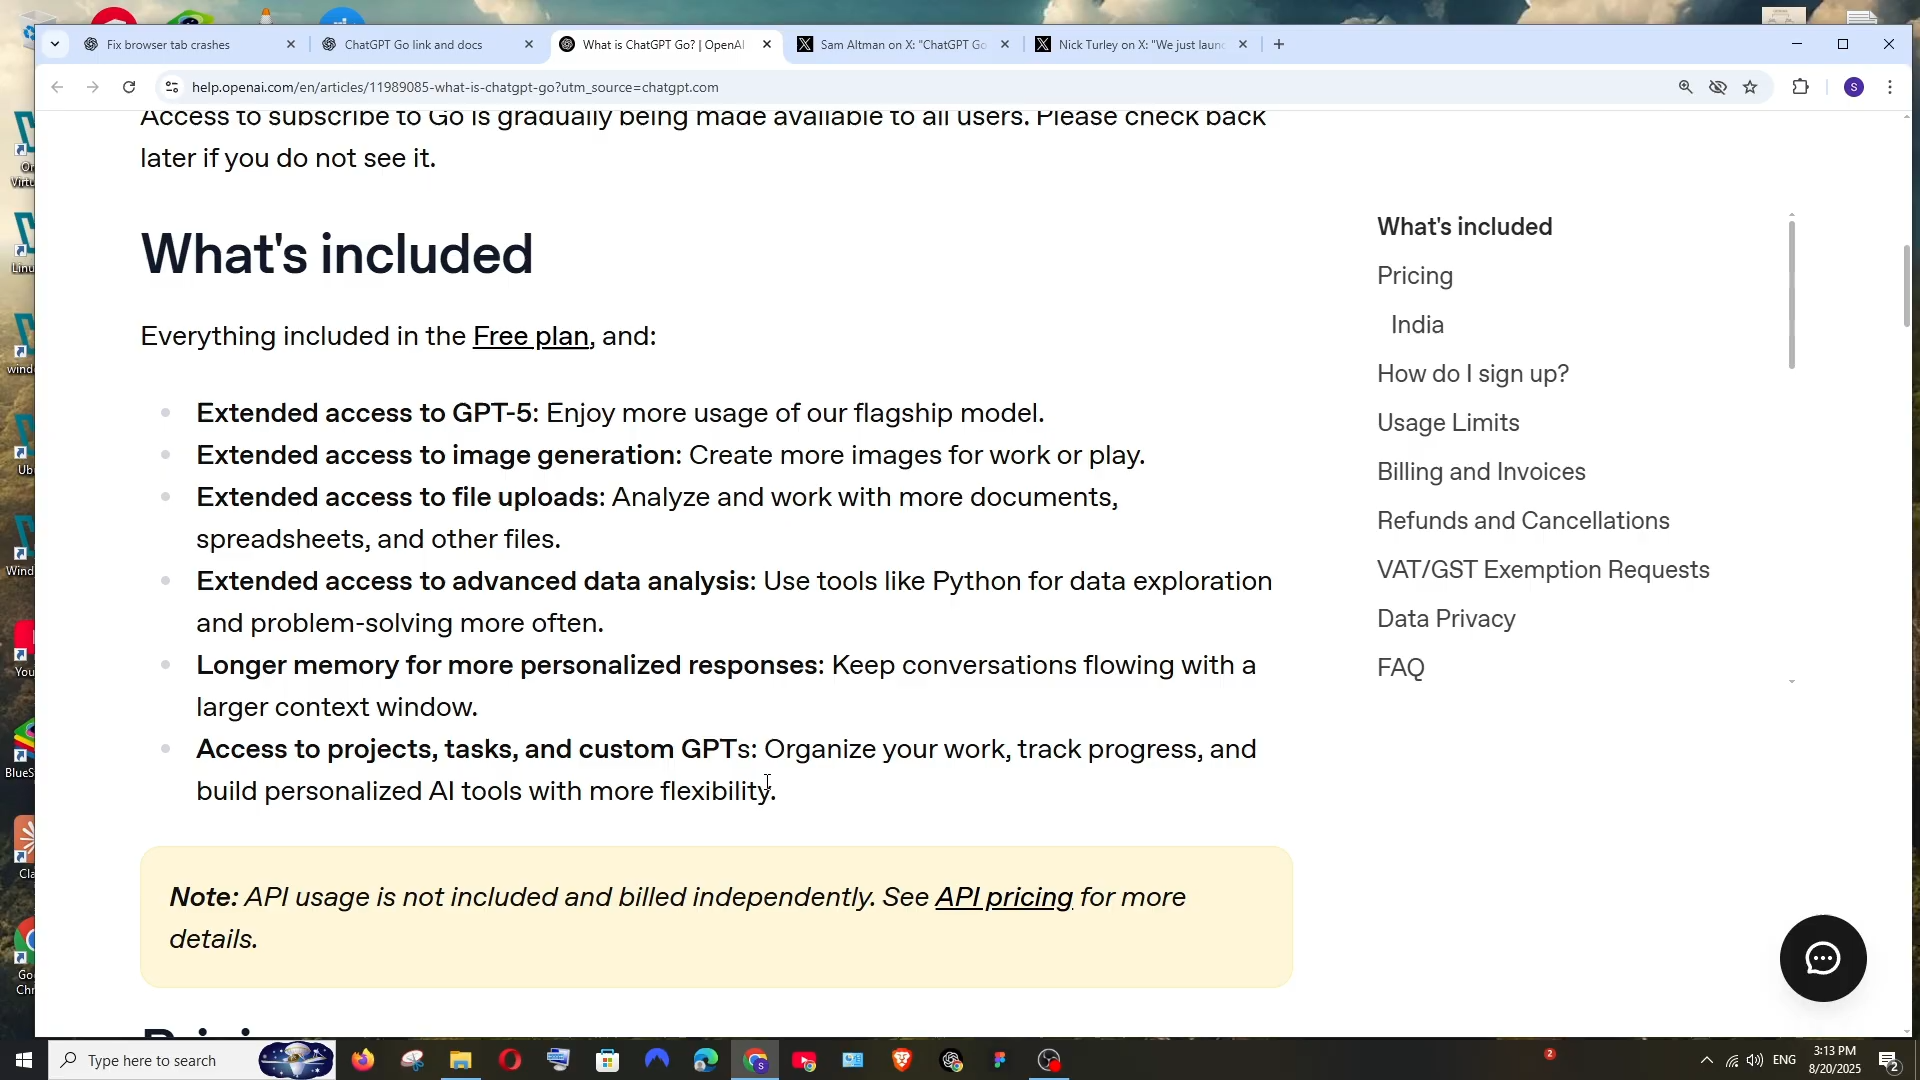 Fix browser tab crashes
ChatGPT Go link and docs
What is ChatGPT Go? | OpenAI
Sam Altman on X: "ChatGPT Go
Nick Turley on X: "We just laun
help.openai.com/en/articles/11989085-what-is-chatgpt-go?utm_source=chatgpt.com
S
Access to subscribe to Go is gradually being made available to all users. Please check back
later if you do not see it.
What's included
Everything included in the Free plan, and:
Extended access to GPT-5: Enjoy more usage of our flagship model.
Extended access to image generation: Create more images for work or play.
Extended access to file uploads: Analyze and work with more documents,
spreadsheets, and other files.
Extended access to advanced data analysis: Use tools like Python for data exploration
and problem-solving more often.
Longer memory for more personalized responses: Keep conversations flowing with a
larger context window.
Access to projects, tasks, and custom GPTs: Organize your work, track progress, and
build personalized AI tools with more flexibility.
Note: API usage is not included and billed independently. See API pricing for more
details.
What's included
Pricing
India
How do I sign up?
Usage Limits
Billing and Invoices
Refunds and Cancellations
VAT/GST Exemption Requests
Data Privacy
FAQ
Type here to search
2
ENG
3:13 PM
8/20/2025
2